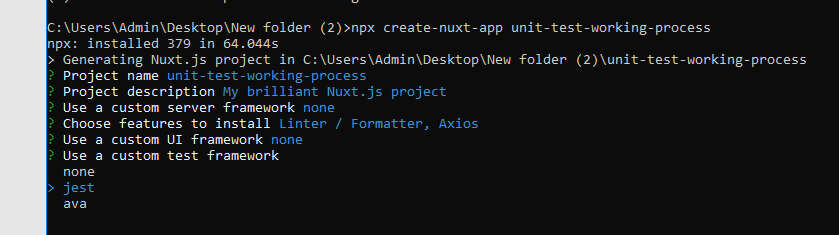 C:\Users\Admin\Desktop\New folder (2)>npx create-nuxt-app unit-test-working-process
npx: installed 379 in 64.044s
> Generating Nuxt.js project in C:\Users\Admin\Desktop\New folder (2)\unit-test-working-process
? Project name unit-test-working-process
? Project description My brilliant Nuxt.js project
? Use a custom server framework none
? Choose features to install Linter / Formatter, Axios
? Use a custom UI framework none
? Use a custom test framework
none
> jest
ava